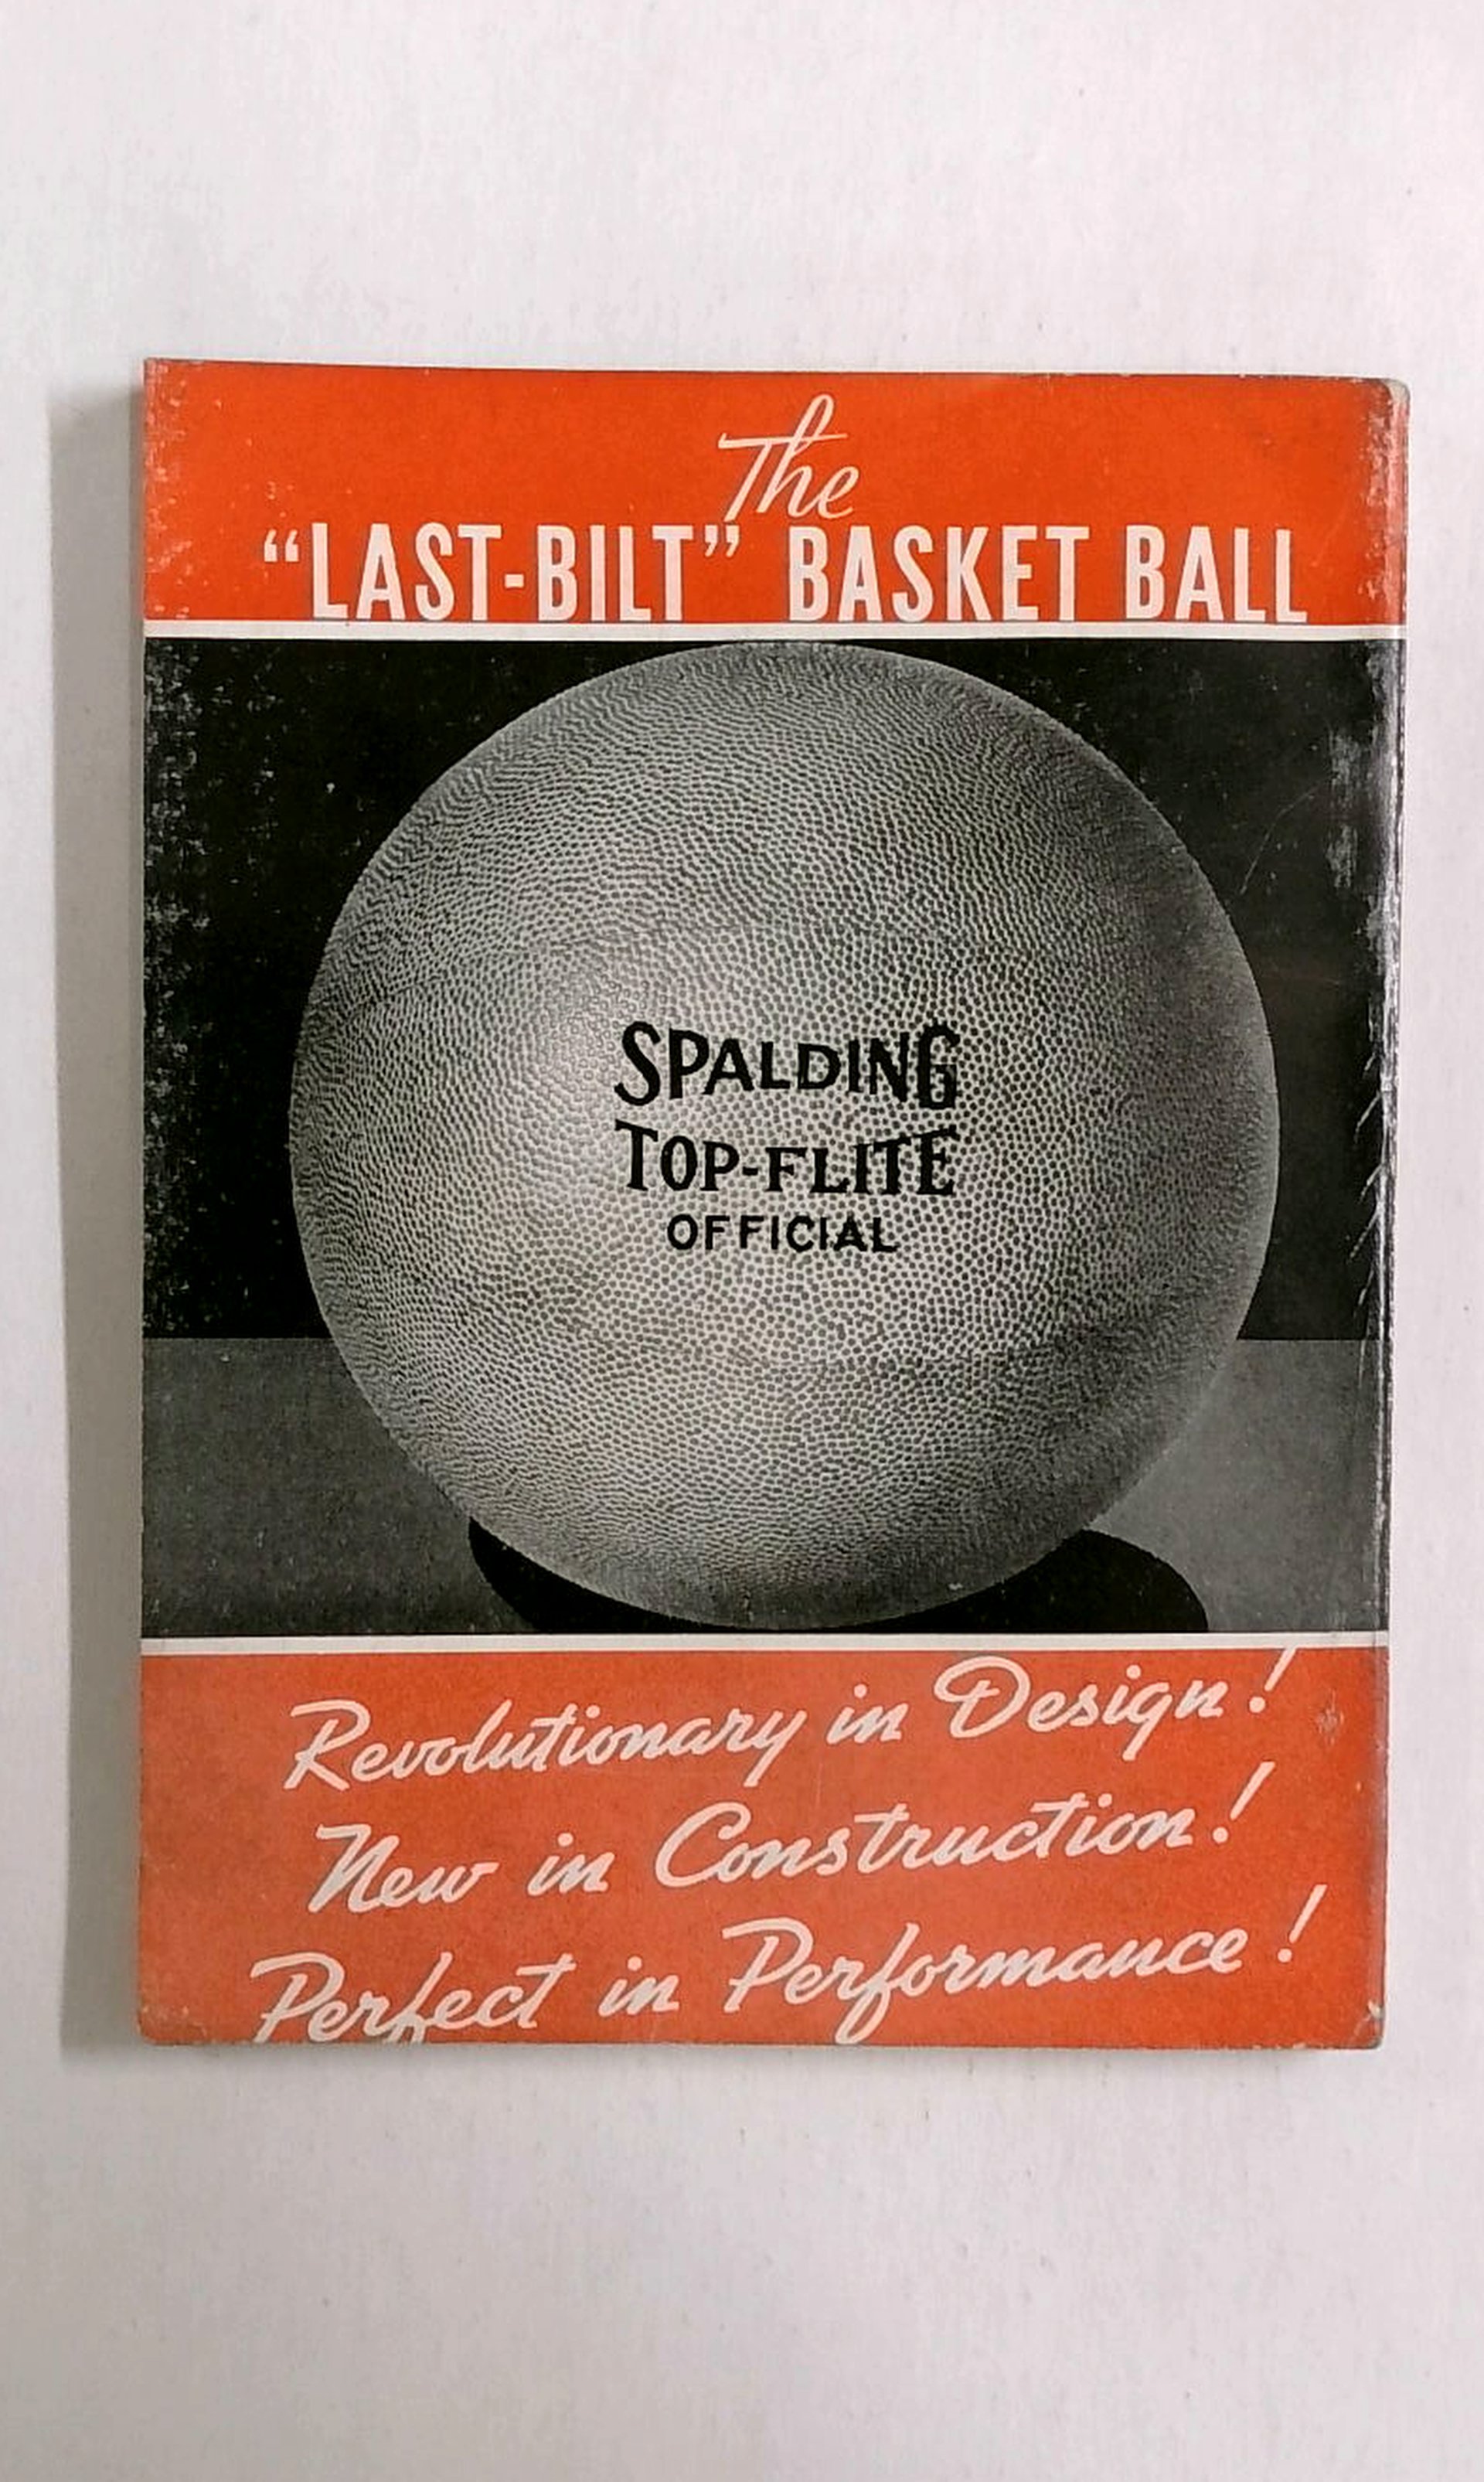 The
“LAST-BILT” BASKET BALL
SPALDING
TOP-FLITE
OFFICIAL
Revolutionary in Design!
New in Construction!
Perfect in Performance!